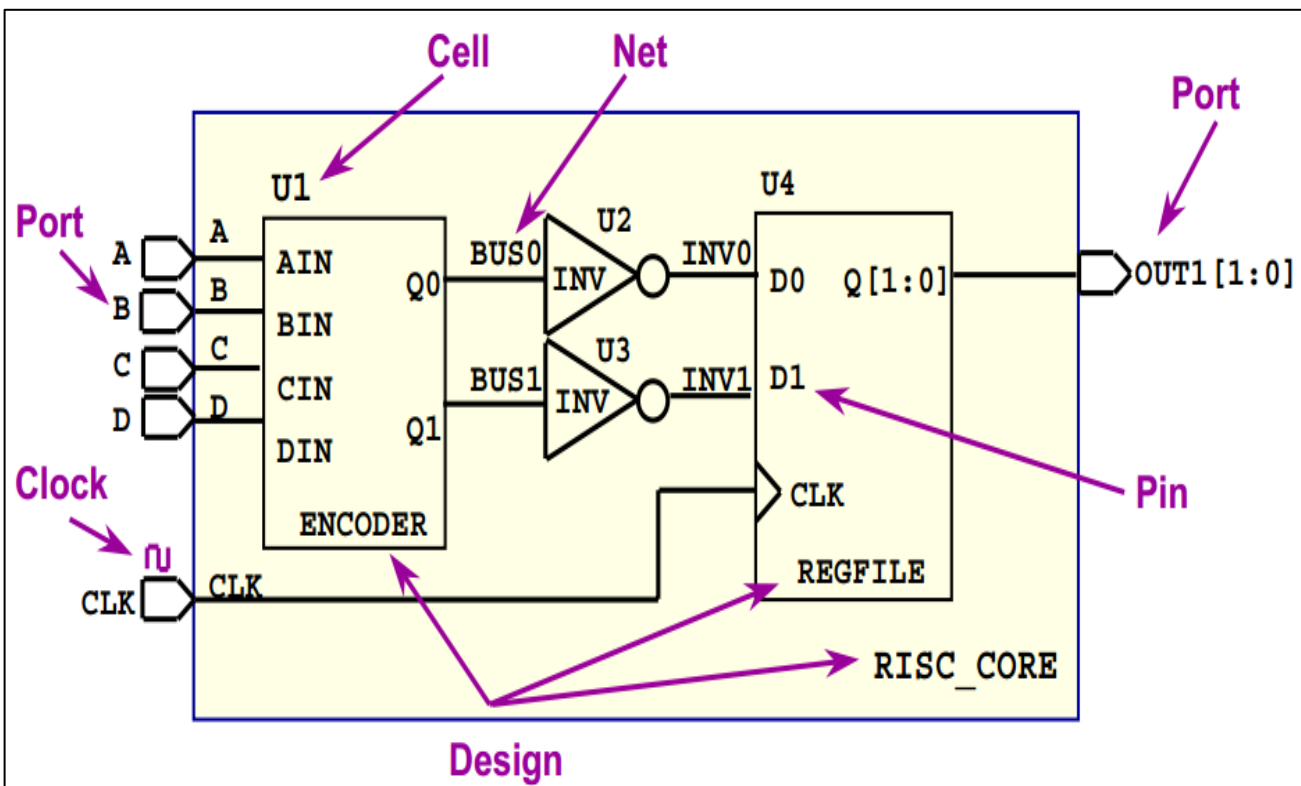 Cell
Net
Port
U1
U4
Port
U2
A
A
AIN
BUS0
INV
INV0
D0
Q[1:0]
OUT1[1:0]
Q0
B
B
BIN
C
C
CIN
U3
BUS1
INV
INV1
D1
D
D
Q1
DIN
Clock
Pin
CLK
ENCODER
REGFILE
CLK
CLK
RISC_CORE
Design